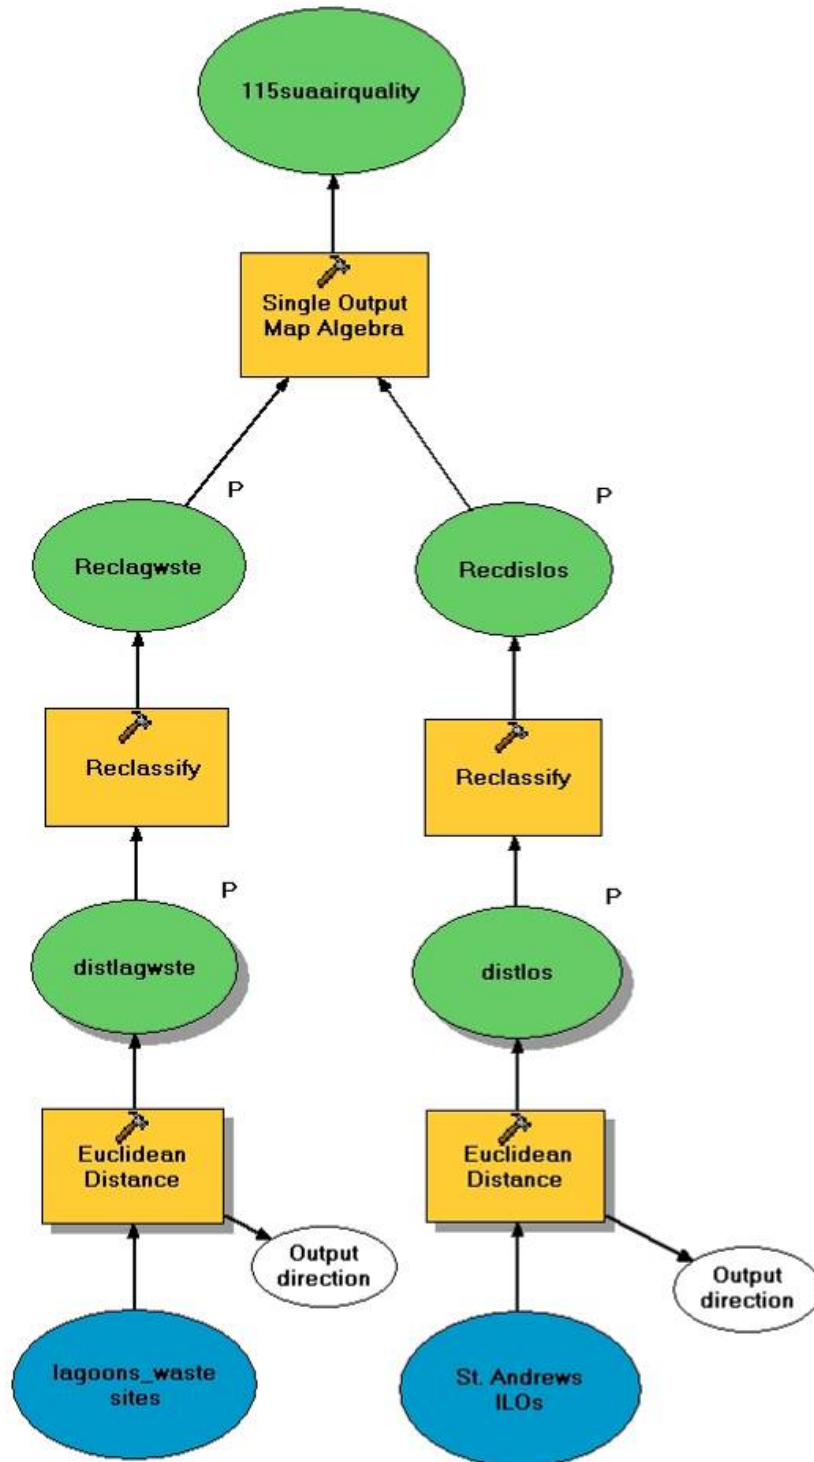 115suaairquality
Single Output
Map Algebra
P
P
Reclagwste
Recdislos
Reclassify
Reclassify
P
P
distlagwste
distlos
Euclidean
Distance
Euclidean
Distance
Output
direction
Output
direction
lagoons_waste
sites
St. Andrews
ILOs